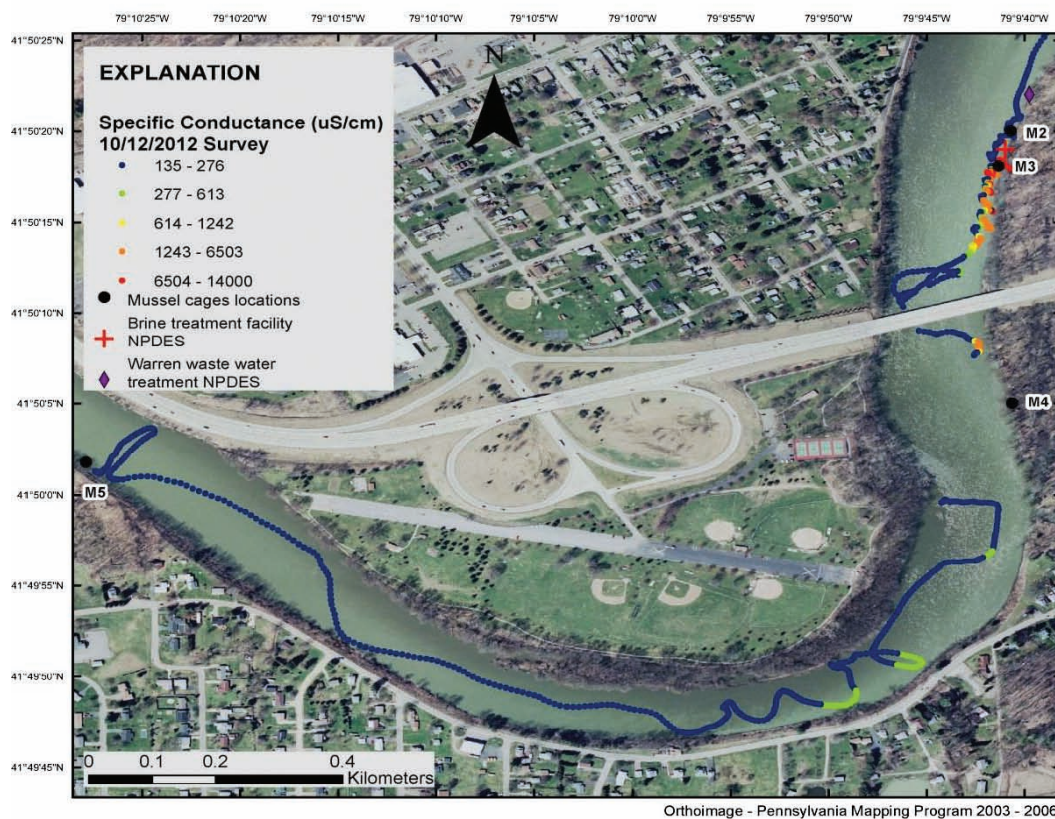 79°10'25"W 79°10'20"W 79°10'15"W 79°10'10"W 79°10'5"W 79°10'0"W 79°9'55"W 79°9'50"W 79°9'45"W 79°9'40"W
41°50'25"N
41°50'20"N
41°50'15"N
41°50'10"N
41°50'5"N
41°50'0"N
41°49'55"N
41°49'50"N
41°49'45"N
EXPLANATION
Specific Conductance (uS/cm)
10/12/2012 Survey
135 - 276
277 - 613
614 - 1242
1243 - 6503
6504 - 14000
Mussel cages locations
Brine treatment facility
NPDES
Warren waste water
treatment NPDES
N
M2
M3
M4
M5
0 0.1 0.2 0.4
Kilometers
Orthoimage - Pennsylvania Mapping Program 2003 - 2006